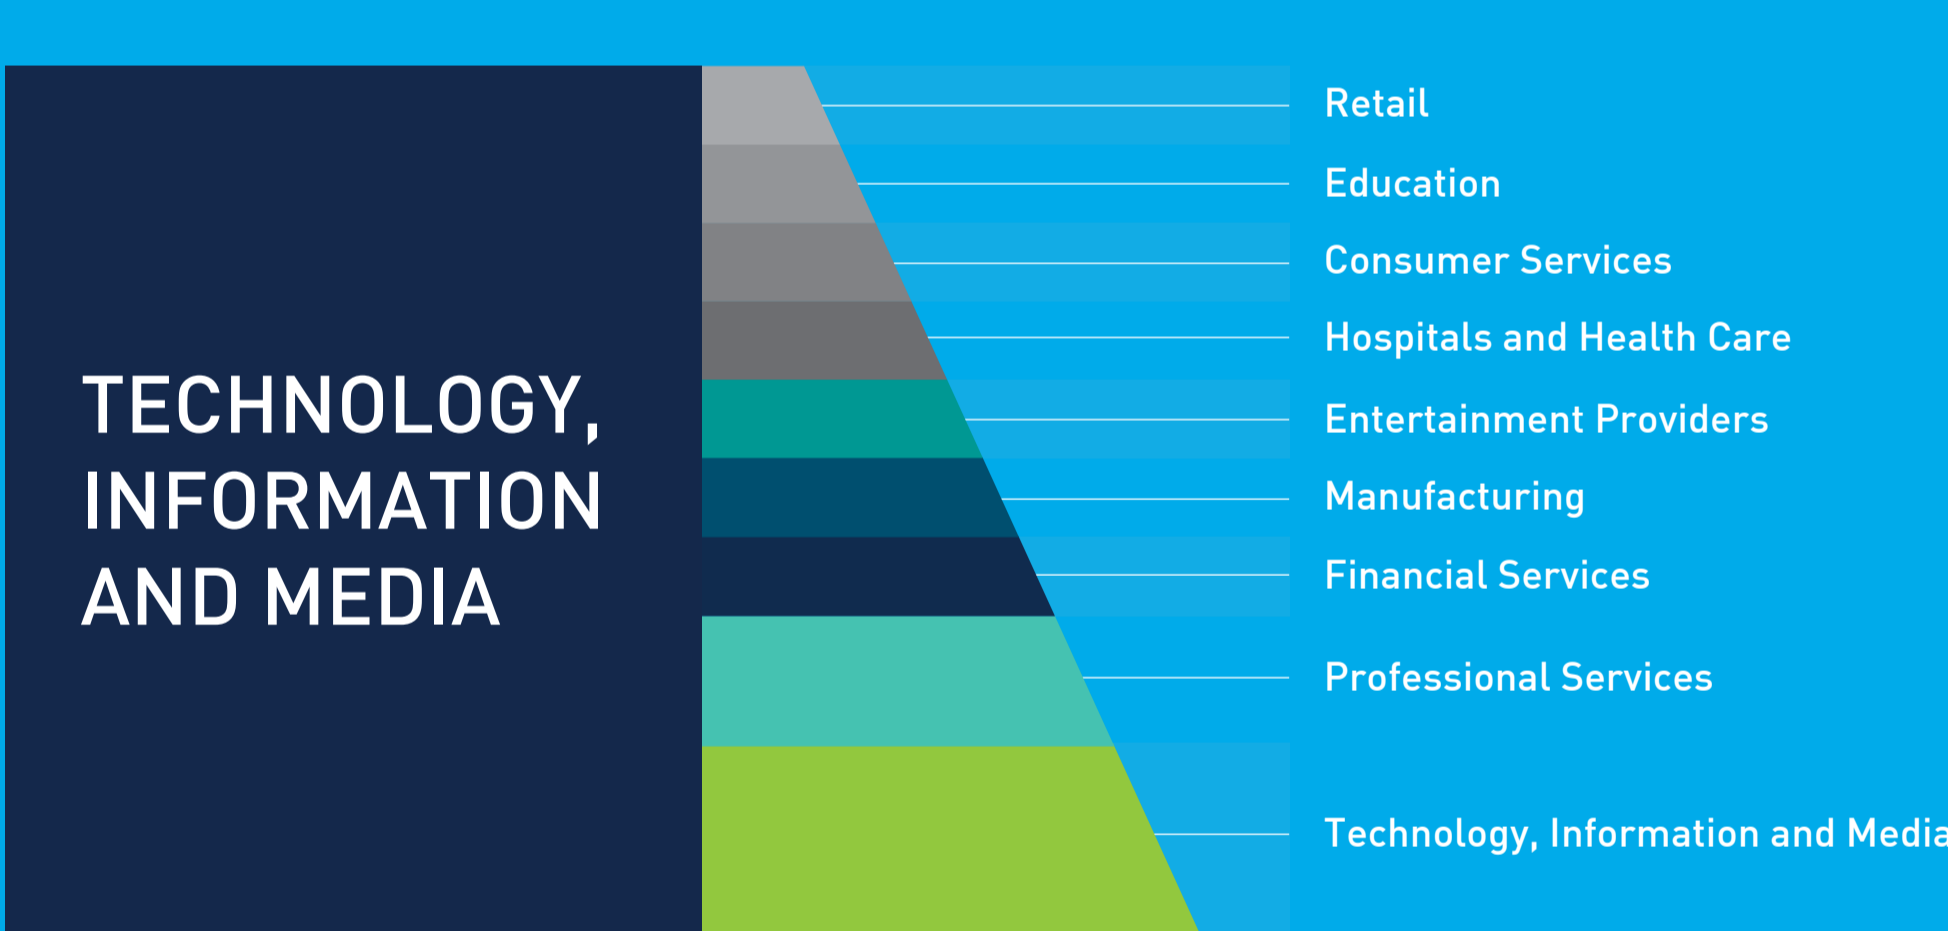 TECHNOLOGY,
INFORMATION
AND MEDIA
Retail
Education
Consumer Services
Hospitals and Health Care
Entertainment Providers
Manufacturing
Financial Services
Professional Services
Technology, Information and Media